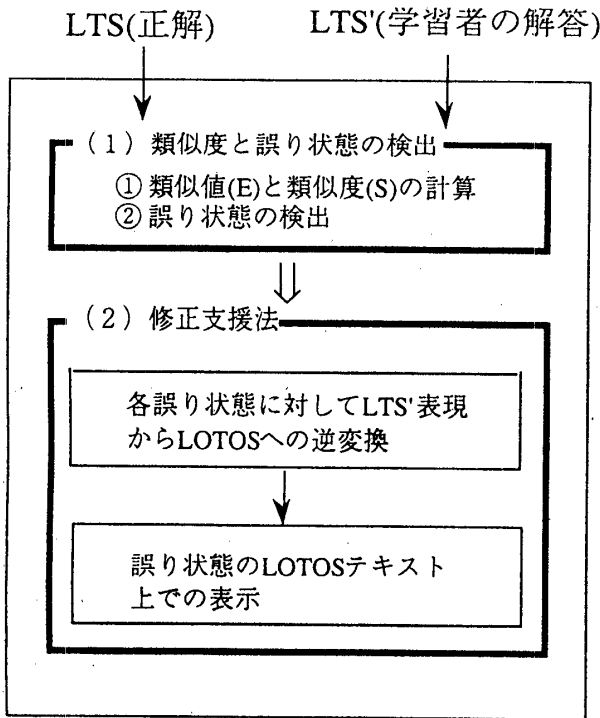 LTS(正解) LTS'(学習者の解答)
(1)類似度と誤り状態の検出
① 類似値(E)と類似度(S)の計算
② 誤り状態の検出
(2)修正支援法
各誤り状態に対してLTS'表現
からLOTOSへの逆変換
誤り状態のLOTOSテキスト
上での表示